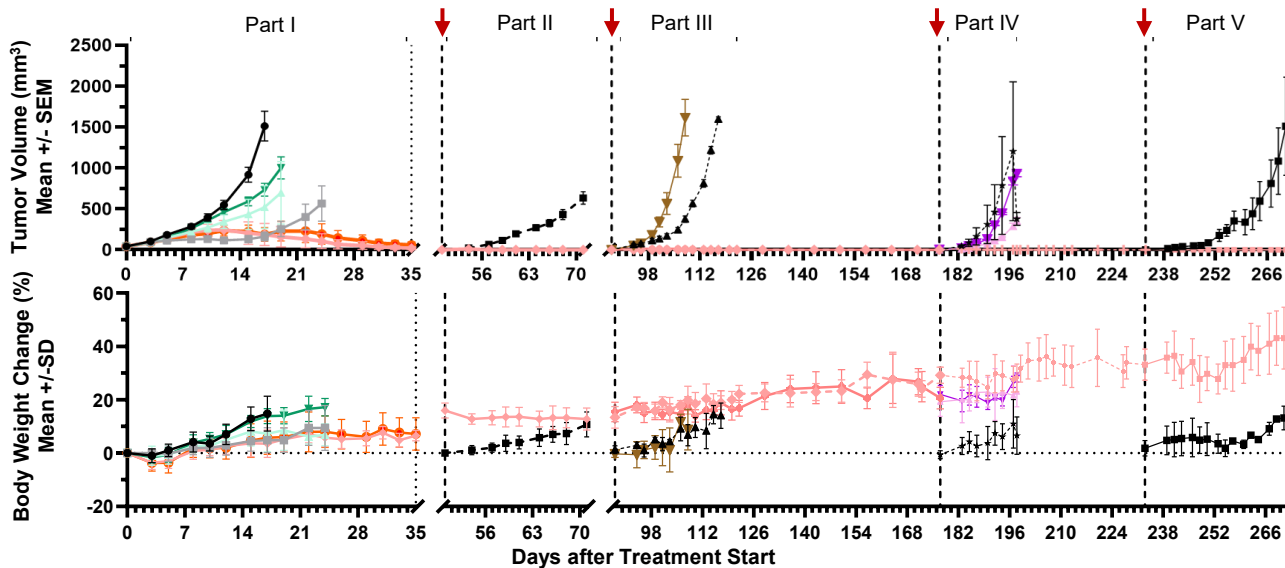 Part I Part II Part III Part IV Part V
Tumor Volume (mm³)
Mean +/- SEM
2500
2000
1500
1000
500
0
0 7 14 21 28 35 56 63 70 98 112 126 140 154 168 182 196 210 224 238 252 266
Body Weight Change (%)
Mean +/-SD
60
40
20
0
-20
0 7 14 21 28 35 56 63 70 98 112 126 140 154 168 182 196 210 224 238 252 266
Days after Treatment Start